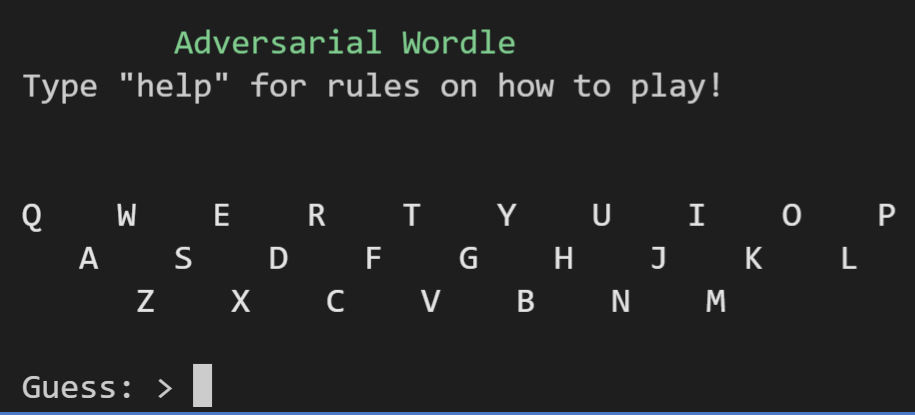 Adversarial Wordle
Type "help" for rules on how to play!
Q W E R T Y U I O P
A S D F G H J K L
Z X C V B N M
Guess: >